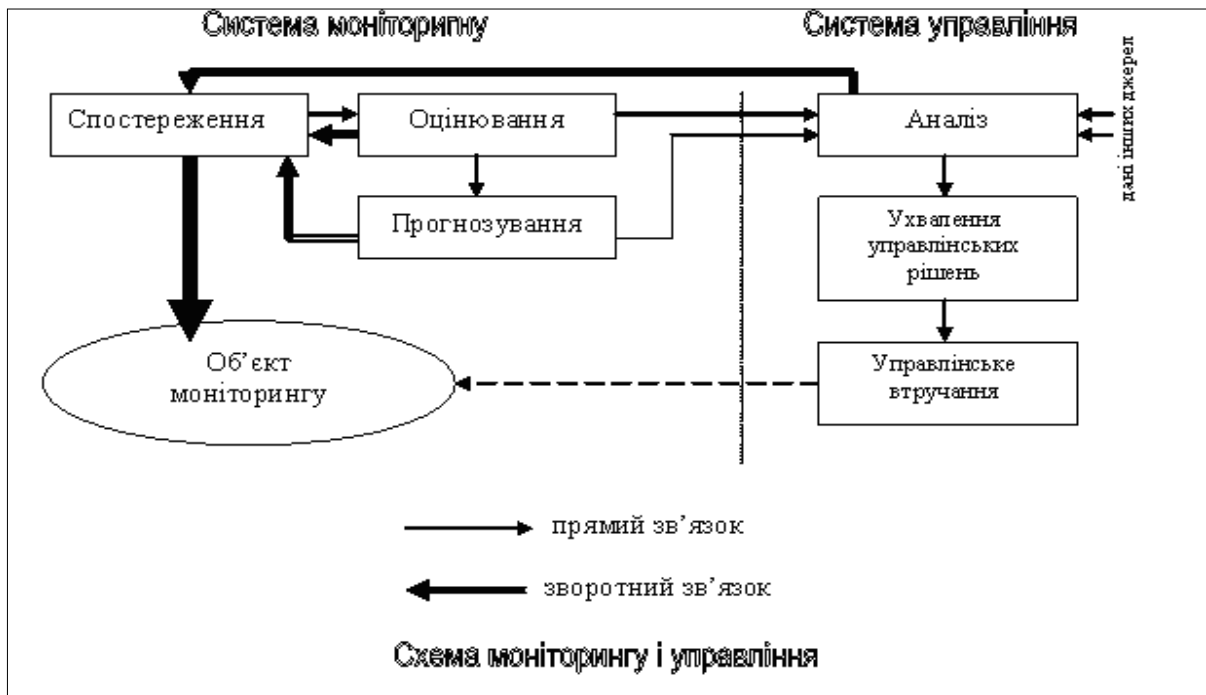 Система моніторигну
Система управління
Спостереження
Оцінювання
Аналіз
дані інших джерел
Прогнозування
Ухвалення
управлінських
рішень
Об’єкт
моніторингу
Управлінське
втручання
прямий зв’язок
зворотний зв’язок
Схема моніторингу і управління